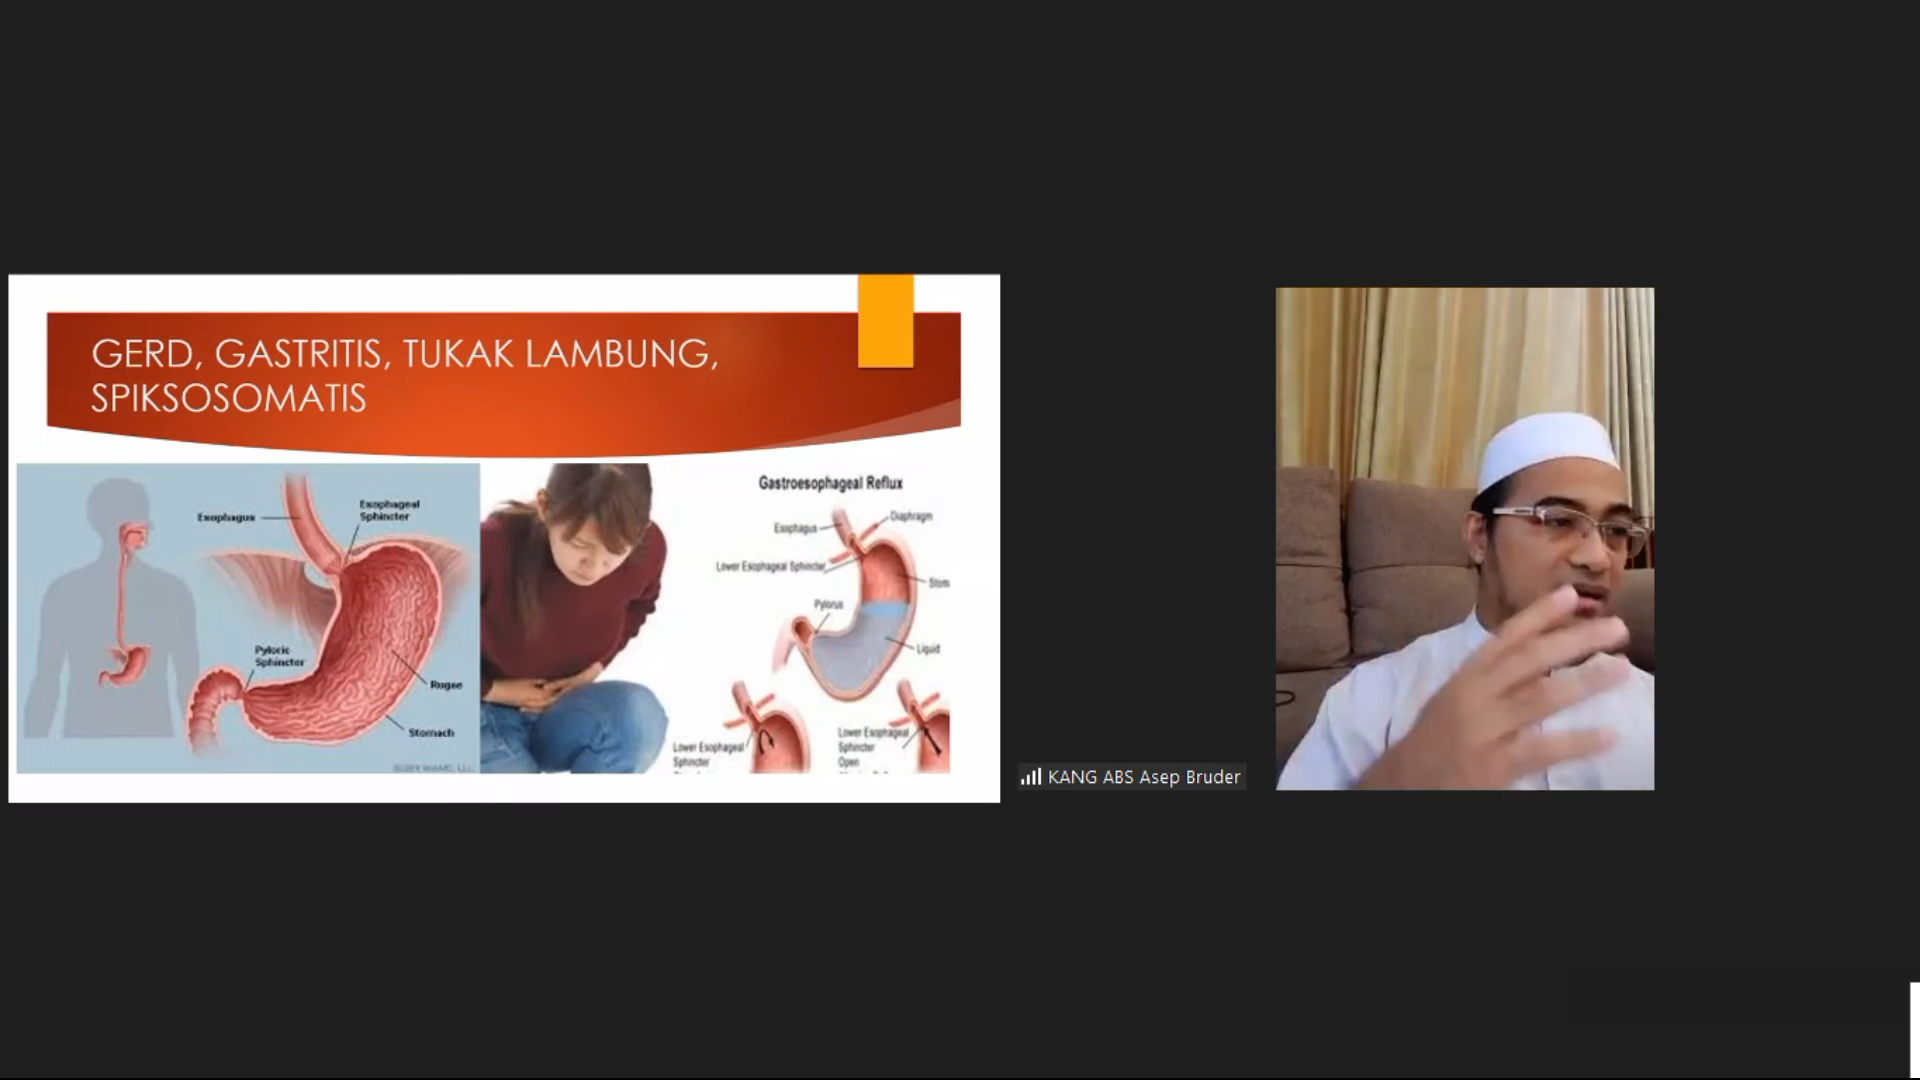 GERD, GASTRITIS, TUKAK LAMBUNG,
SPIKSOSOMATIS
Esophagus
Esophageal
Sphincter
Pyloric
Sphincter
Rugae
Stomach
Gastroesophageal Reflux
Esophagus
Diaphragm
Lower Esophageal Sphincter
Stom
Pylorus
Liquid
Lower Esophageal
Sphincter
Lower Esophageal
Sphincter
Open
KANG ABS Asep Bruder